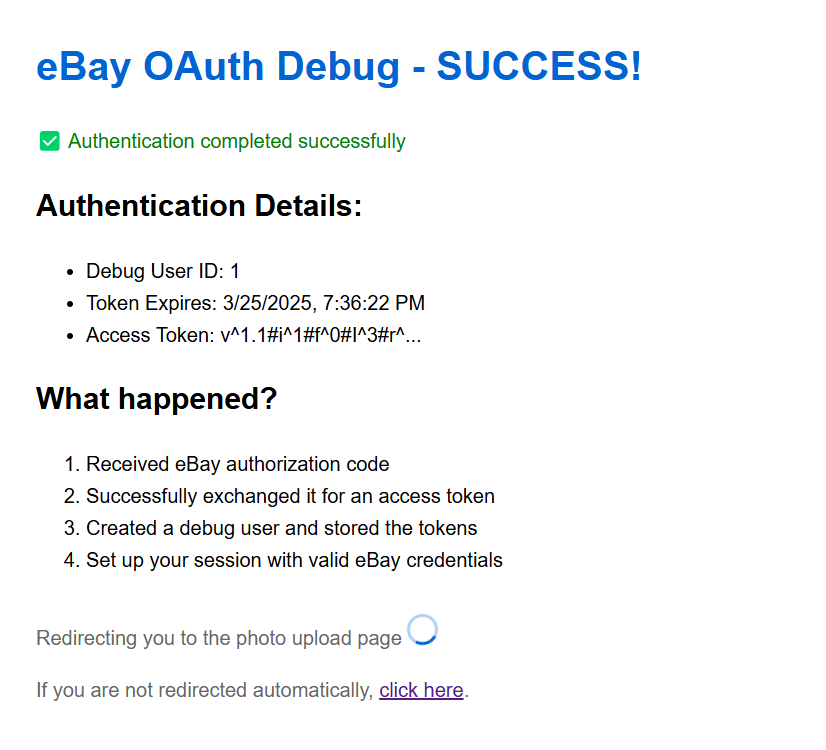 eBay OAuth Debug - SUCCESS!
✅ Authentication completed successfully
Authentication Details:
• Debug User ID: 1
• Token Expires: 3/25/2025, 7:36:22 PM
• Access Token: v^1.1#i^1#f^0#I^3#r^...
What happened?
1. Received eBay authorization code
2. Successfully exchanged it for an access token
3. Created a debug user and stored the tokens
4. Set up your session with valid eBay credentials
Redirecting you to the photo upload page
If you are not redirected automatically, click here.